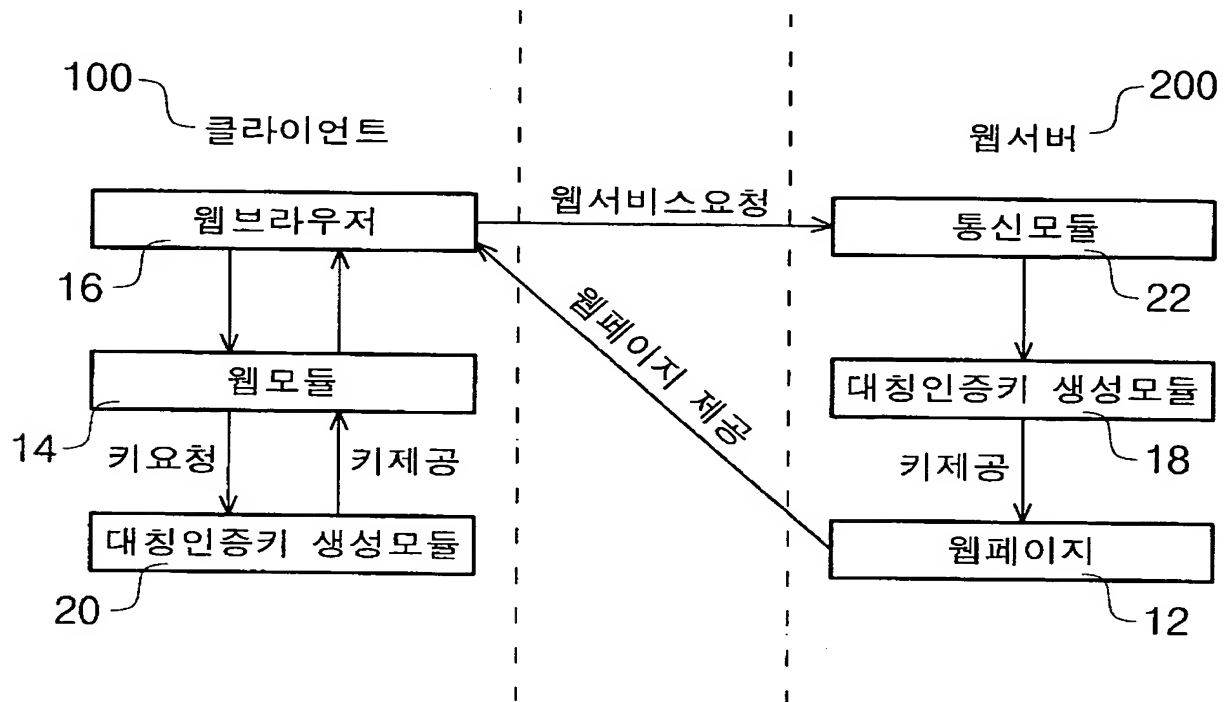 100
클라이언트
200
웹서버
웹브라우저
16
웹서비스요청
통신모듈
22
웹페이지 제공
웹모듈
14
대칭인증키 생성모듈
18
키요청
키제공
키제공
대칭인증키 생성모듈
20
웹페이지
12